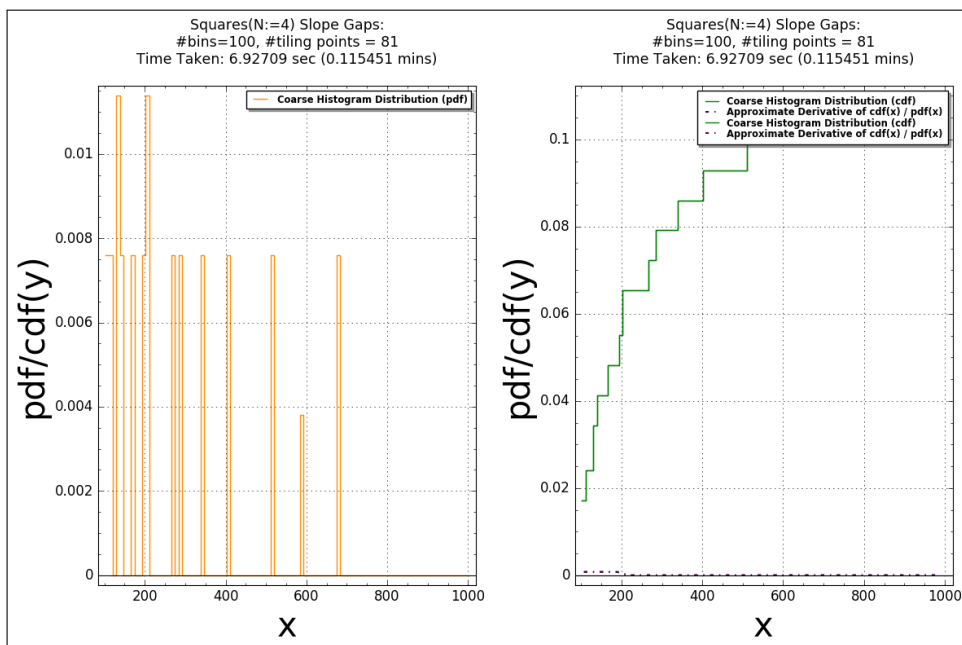 Squares(N:=4) Slope Gaps:
#bins=100, #tiling points = 81
Time Taken: 6.92709 sec (0.115451 mins)
Coarse Histogram Distribution (pdf)
0.01
0.008
0.006
0.004
0.002
0
200
400
600
800
1000
pdf/cdf(y)
x
Squares(N:=4) Slope Gaps:
#bins=100, #tiling points = 81
Time Taken: 6.92709 sec (0.115451 mins)
Coarse Histogram Distribution (cdf)
Approximate Derivative of cdf(x) / pdf(x)
Coarse Histogram Distribution (cdf)
Approximate Derivative of cdf(x) / pdf(x)
0.1
0.08
0.06
0.04
0.02
0
200
400
600
800
1000
pdf/cdf(y)
x